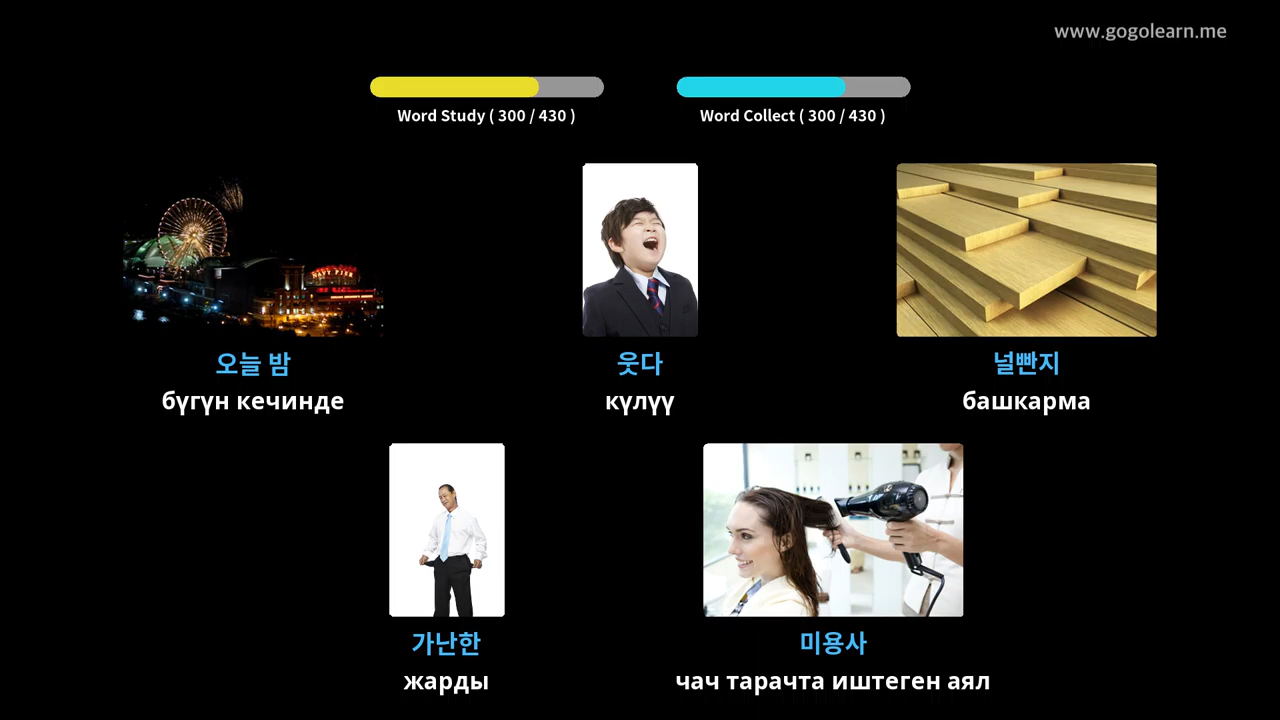 www.gogolearn.me
Word Study ( 300 / 430 )
Word Collect ( 300 / 430 )
오늘 밤
бүгүн кечинде
웃다
күлүү
널빤지
башкарма
가난한
жарды
미용사
чач тарачта иштеген аял